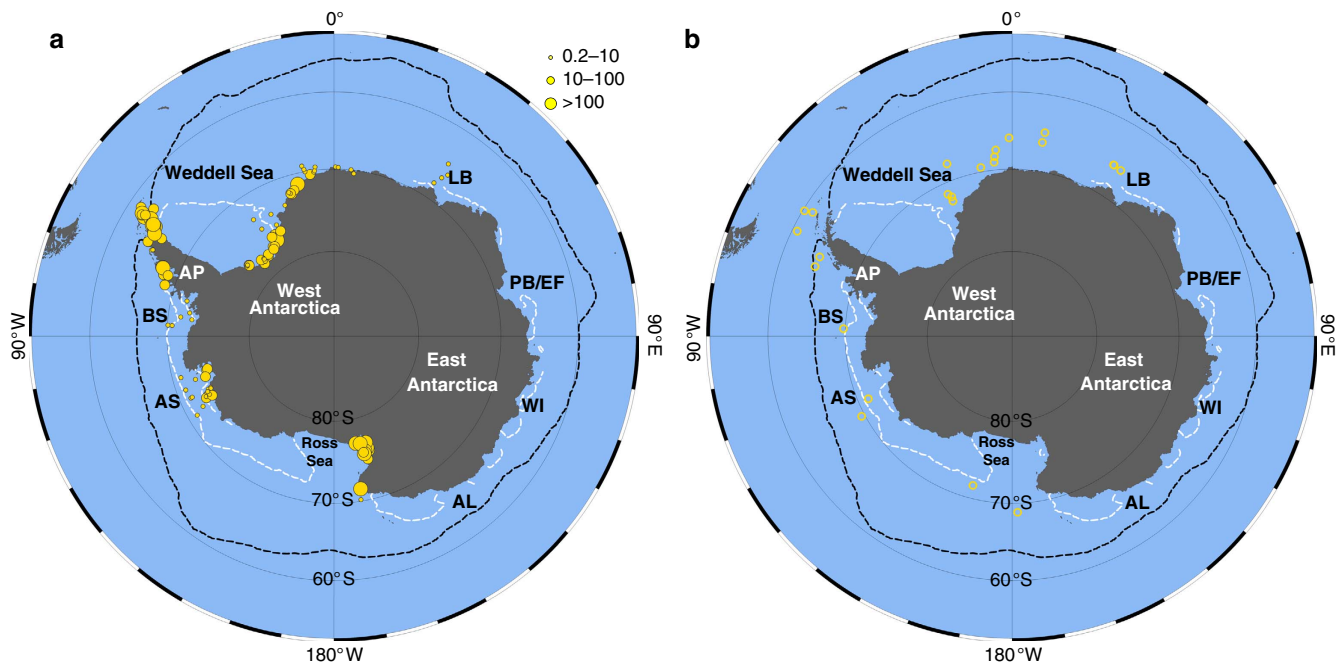 a
0°
0.2–10
10–100
>100
Weddell Sea
LB
AP
West
Antarctica
PB/EF
BS
90°W
90°E
East
Antarctica
AS
WI
80°S
Ross
Sea
70°S
AL
60°S
180°W
b
0°
Weddell Sea
LB
AP
West
Antarctica
PB/EF
BS
90°W
90°E
East
Antarctica
AS
WI
80°S
Ross
Sea
70°S
AL
60°S
180°W